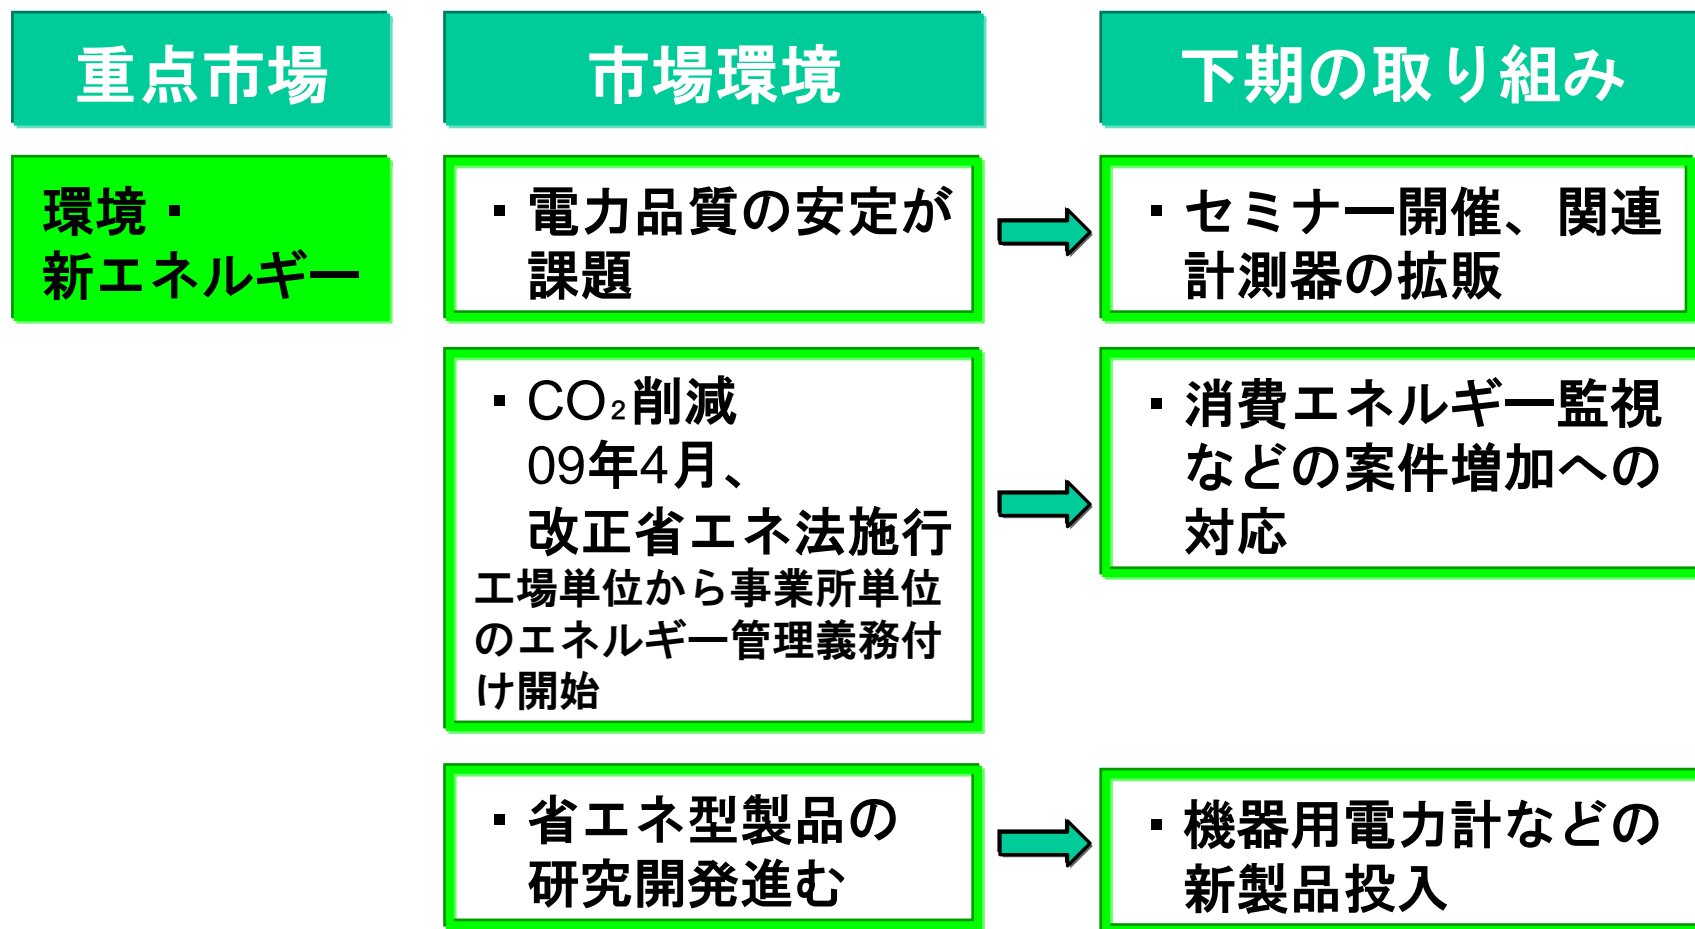 重点市場
市場環境
下期の取り組み
環境・
新エネルギー
・電力品質の安定が
課題
・セミナー開催、関連
計測器の拡販
・CO₂削減
09年4月、
改正省エネ法施行
工場単位から事業所単位
のエネルギー管理義務付
け開始
・消費エネルギー監視
などの案件増加への
対応
・省エネ型製品の
研究開発進む
・機器用電力計などの
新製品投入